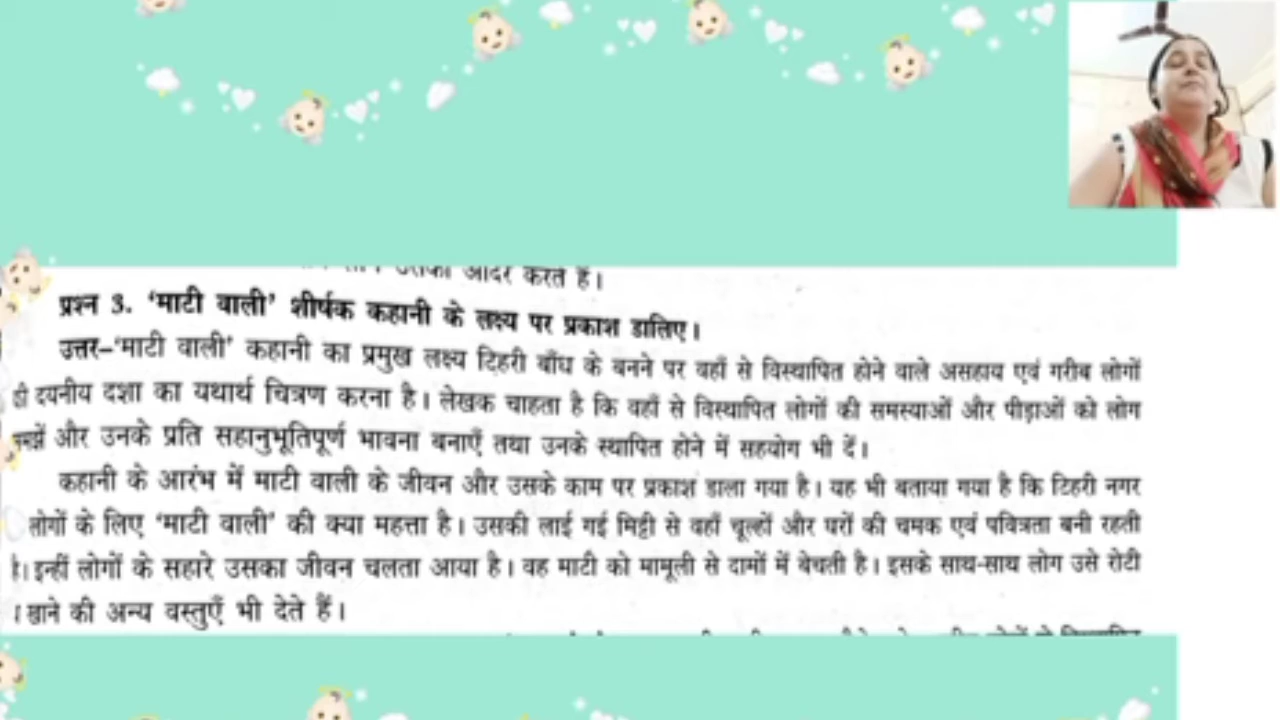 उसका आदर करते हैं।
प्रश्न 3. ‘माटी वाली’ शीर्षक कहानी के लक्ष्य पर प्रकाश डालिए।
उत्तर–‘माटी वाली’ कहानी का प्रमुख लक्ष्य टिहरी बाँध के बनने पर वहाँ से विस्थापित होने वाले असहाय एवं गरीब लोगों
दयनीय दशा का यथार्थ चित्रण करना है। लेखक चाहता है कि वहाँ से विस्थापित लोगों की समस्याओं और पीड़ाओं को लोग
और उनके प्रति सहानुभूतिपूर्ण भावना बनाएँ तथा उनके स्थापित होने में सहयोग भी दें।
कहानी के आरंभ में माटी वाली के जीवन और उसके काम पर प्रकाश डाला गया है। यह भी बताया गया है कि टिहरी नगर
लोगों के लिए ‘माटी वाली’ की क्या महत्ता है। उसकी लाई गई मिट्टी से वहाँ चूल्हों और घरों की चमक एवं पवित्रता बनी रहती
है। इन्हीं लोगों के सहारे उसका जीवन चलता आया है। वह माटी को मामूली से दामों में बेचती है। इसके साथ-साथ लोग उसे रोटी
खाने की अन्य वस्तुएँ भी देते हैं।